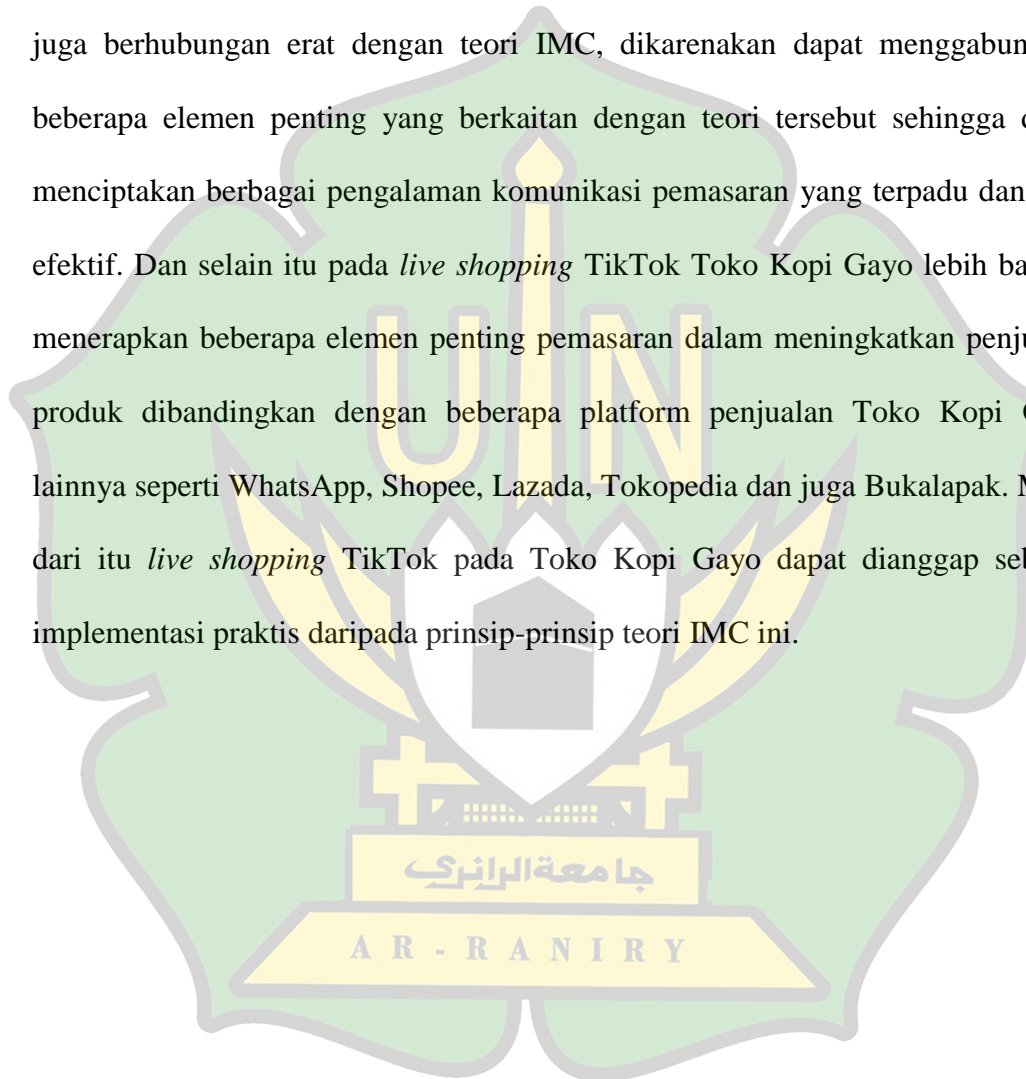 juga berhubungan erat dengan teori IMC, dikarenakan dapat menggabun
beberapa elemen penting yang berkaitan dengan teori tersebut sehingga
menciptakan berbagai pengalaman komunikasi pemasaran yang terpadu dan
efektif. Dan selain itu pada live shopping TikTok Toko Kopi Gayo lebih ba
menerapkan beberapa elemen penting pemasaran dalam meningkatkan penju
produk dibandingkan dengan beberapa platform penjualan Toko Kopi
lainnya seperti WhatsApp, Shopee, Lazada, Tokopedia dan juga Bukalapak.
dari itu live shopping TikTok pada Toko Kopi Gayo dapat dianggap se
implementasi praktis daripada prinsip-prinsip teori IMC ini.
UIN
جامعة الرانري
AR-RANIRY